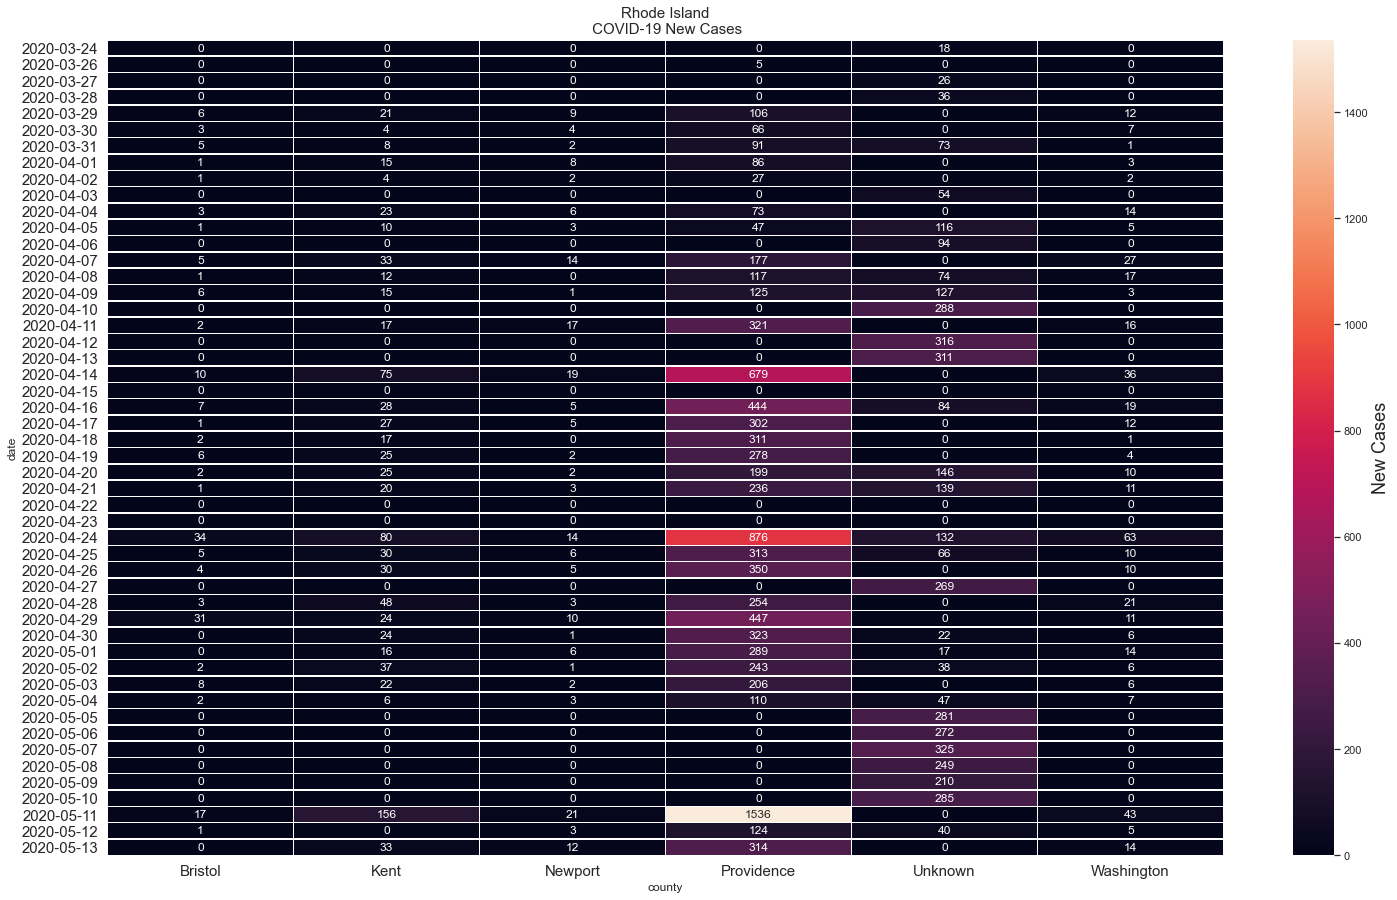 Rhode Island
COVID-19 New Cases
2020-03-24 0 0 0 0 18 0
2020-03-26 0 0 0 5 0 0
2020-03-27 0 0 0 0 26 0
2020-03-28 0 0 0 0 36 0
2020-03-29 6 21 9 106 0 12
2020-03-30 3 4 4 66 0 7
2020-03-31 5 8 2 91 73 1
2020-04-01 1 15 8 86 0 3
2020-04-02 1 4 2 27 0 2
2020-04-03 0 0 0 0 54 0
2020-04-04 3 23 6 73 0 14
2020-04-05 1 10 3 47 116 5
2020-04-06 0 0 0 0 94 0
2020-04-07 5 33 14 177 0 27
2020-04-08 1 12 0 117 74 17
2020-04-09 6 15 1 125 127 3
2020-04-10 0 0 0 0 288 0
2020-04-11 2 17 17 321 0 16
2020-04-12 0 0 0 0 316 0
2020-04-13 0 0 0 0 311 0
2020-04-14 10 75 19 679 0 36
2020-04-15 0 0 0 0 0 0
2020-04-16 7 28 5 444 84 19
2020-04-17 1 27 5 302 0 12
2020-04-18 2 17 0 311 0 1
2020-04-19 6 25 2 278 0 4
2020-04-20 2 25 2 199 146 10
2020-04-21 1 20 3 236 139 11
2020-04-22 0 0 0 0 0 0
2020-04-23 0 0 0 0 0 0
2020-04-24 34 80 14 876 132 63
2020-04-25 5 30 6 313 66 10
2020-04-26 4 30 5 350 0 10
2020-04-27 0 0 0 0 269 0
2020-04-28 3 48 3 254 0 21
2020-04-29 31 24 10 447 0 11
2020-04-30 0 24 1 323 22 6
2020-05-01 0 16 6 289 17 14
2020-05-02 2 37 1 243 38 6
2020-05-03 8 22 2 206 0 6
2020-05-04 2 6 3 110 47 7
2020-05-05 0 0 0 0 281 0
2020-05-06 0 0 0 0 272 0
2020-05-07 0 0 0 0 325 0
2020-05-08 0 0 0 0 249 0
2020-05-09 0 0 0 0 210 0
2020-05-10 0 0 0 0 285 0
2020-05-11 17 156 21 1536 0 43
2020-05-12 1 0 3 124 40 5
2020-05-13 0 33 12 314 0 14
Bristol Kent Newport Providence Unknown Washington
county
date
1400
1200
1000
800
600
400
200
0
New Cases